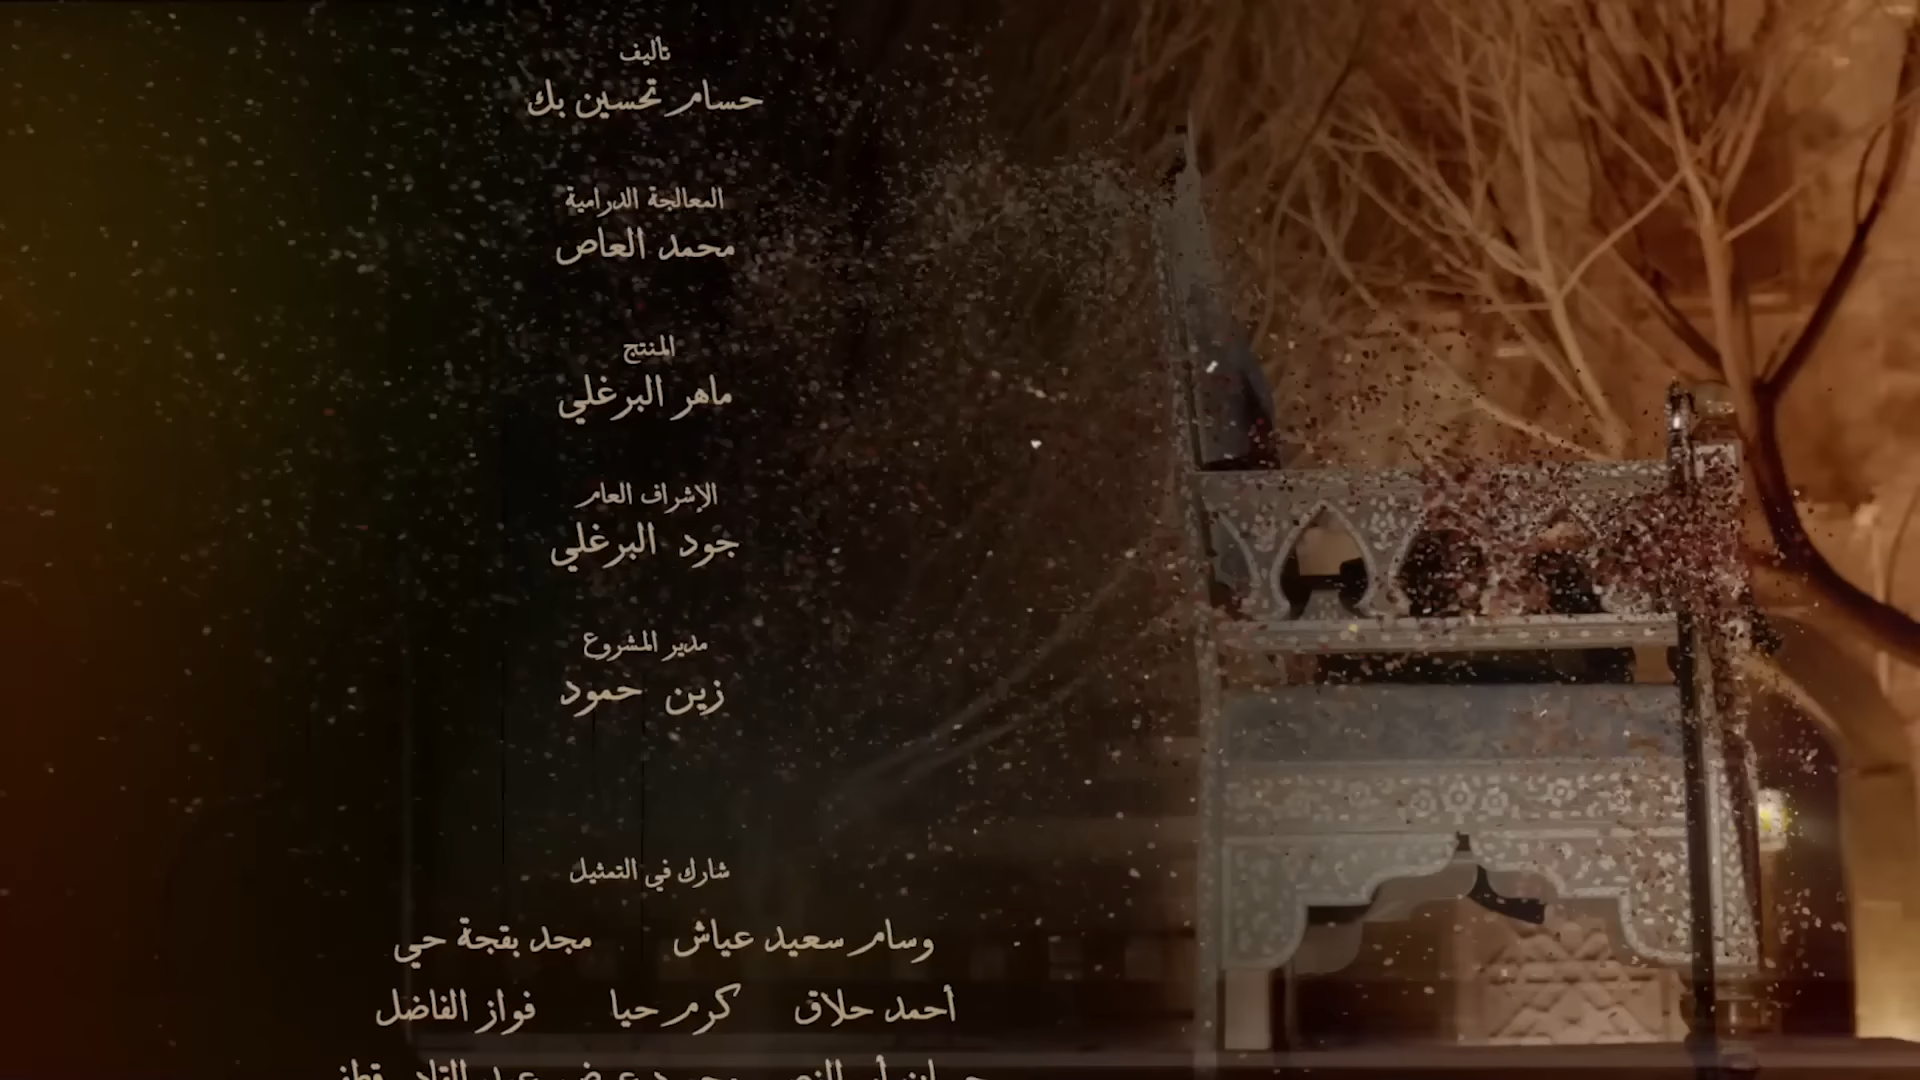 تأليف
حسام تحسين بك
المعالجة الدرامية
محمد العاص
المنتج
ماهر البرغلي
الإشراف العام
جود البرغلي
مدير المشروع
زين حمود
شارك في التمثيل
وسام سعيد عياش مجد بقجة حي
أحمد حلاق كرم حيا فواز الفاضل